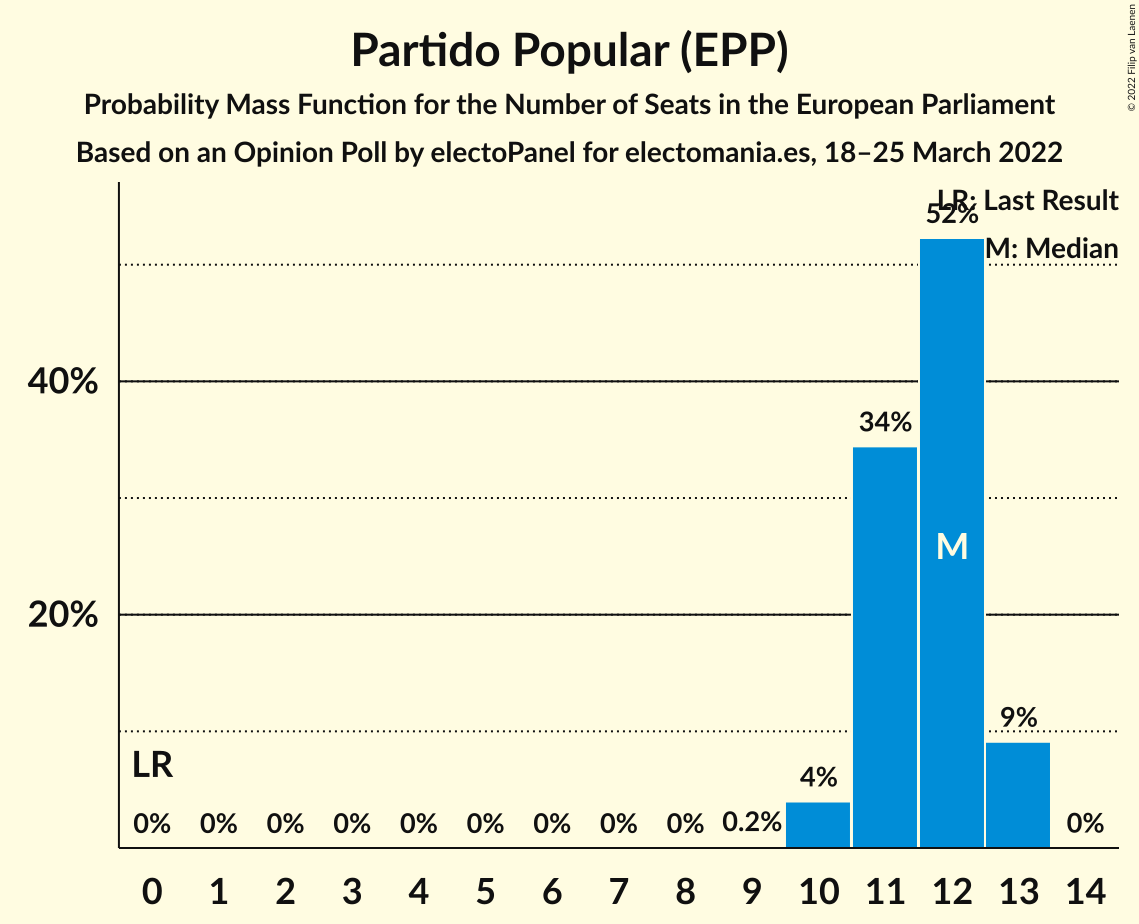 Partido Popular (EPP)
Probability Mass Function for the Number of Seats in the European Parliament
Based on an Opinion Poll by electoPanel for electomania.es, 18–25 March 2022
© 2022 Filip van Laenen
LR: Last Result
M: Median
52%
40%
34%
M
20%
9%
LR
4%
0% 0% 0% 0% 0% 0% 0% 0% 0% 0.2% 0%
0 1 2 3 4 5 6 7 8 9 10 11 12 13 14